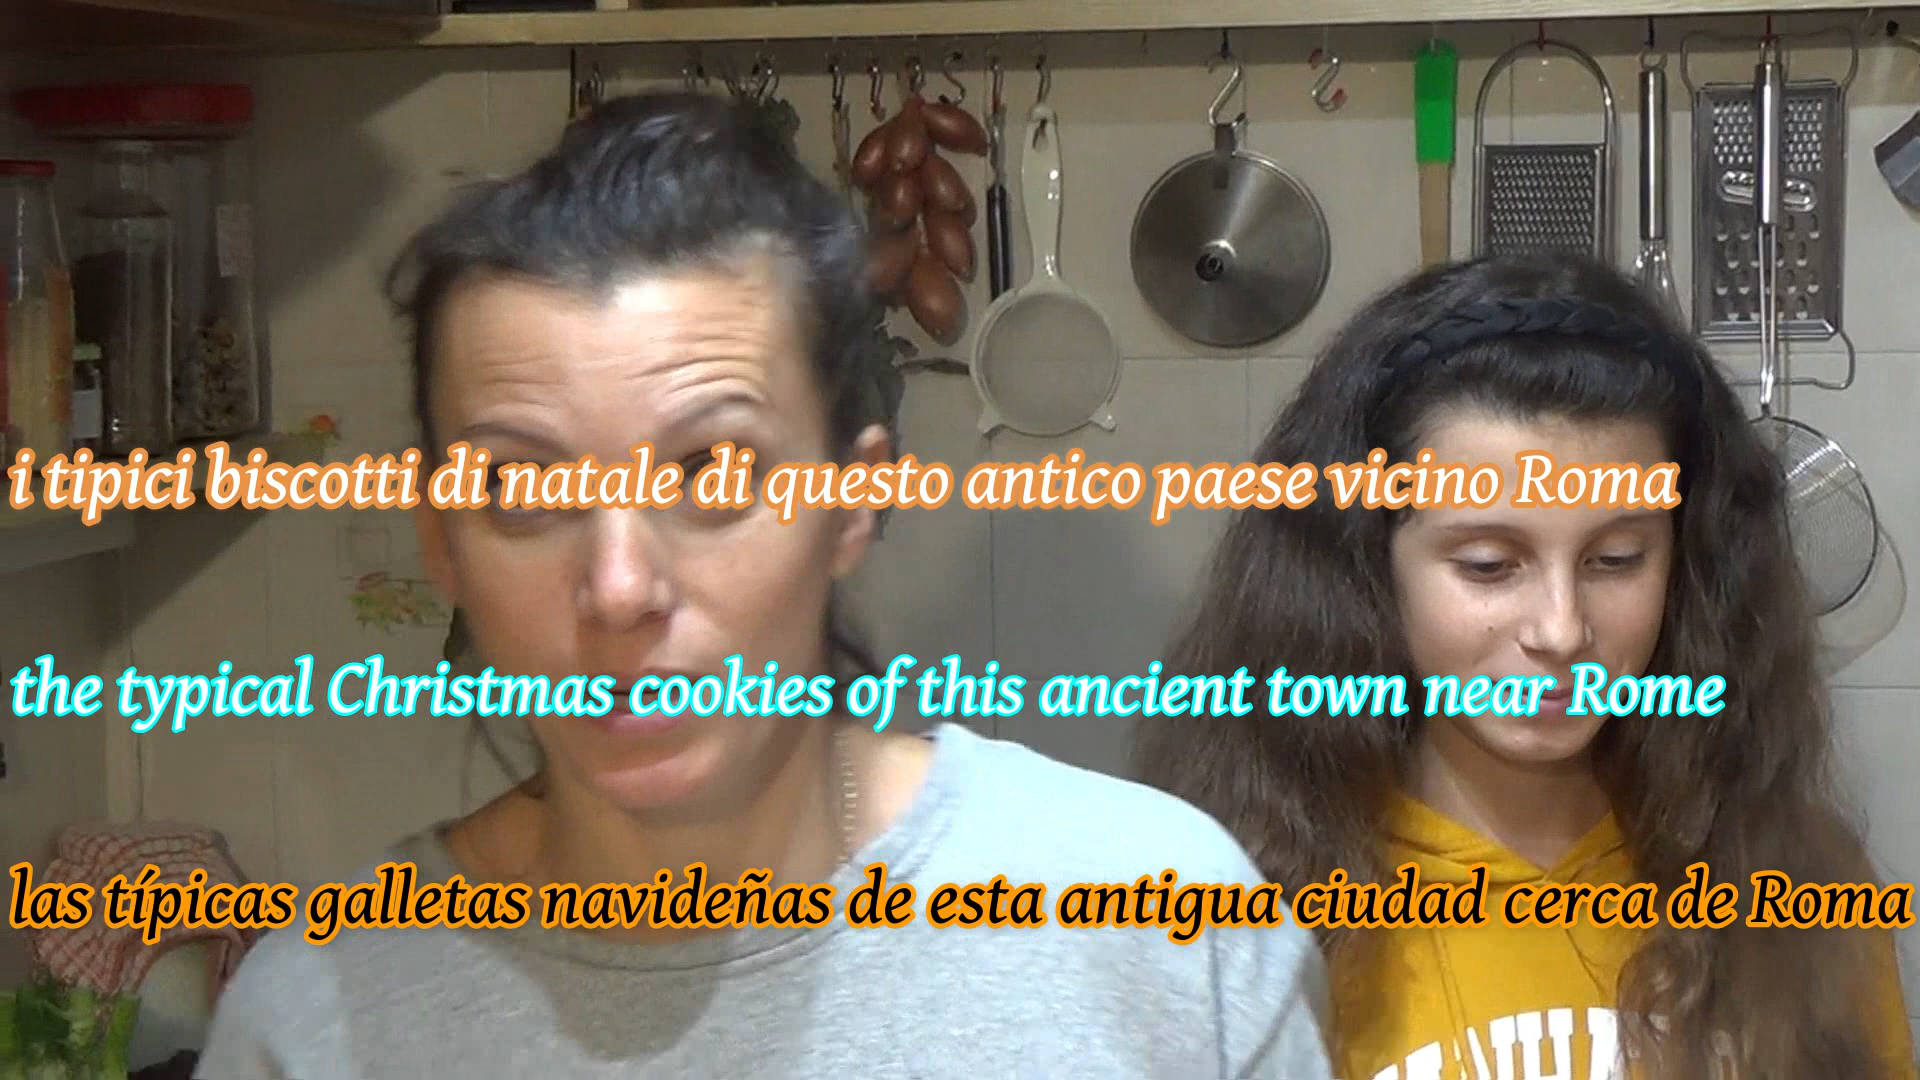 i tipici biscotti di natale di questo antico paese vicino Roma
the typical Christmas cookies of this ancient town near Rome
las típicas galletas navideñas de esta antigua ciudad cerca de Roma